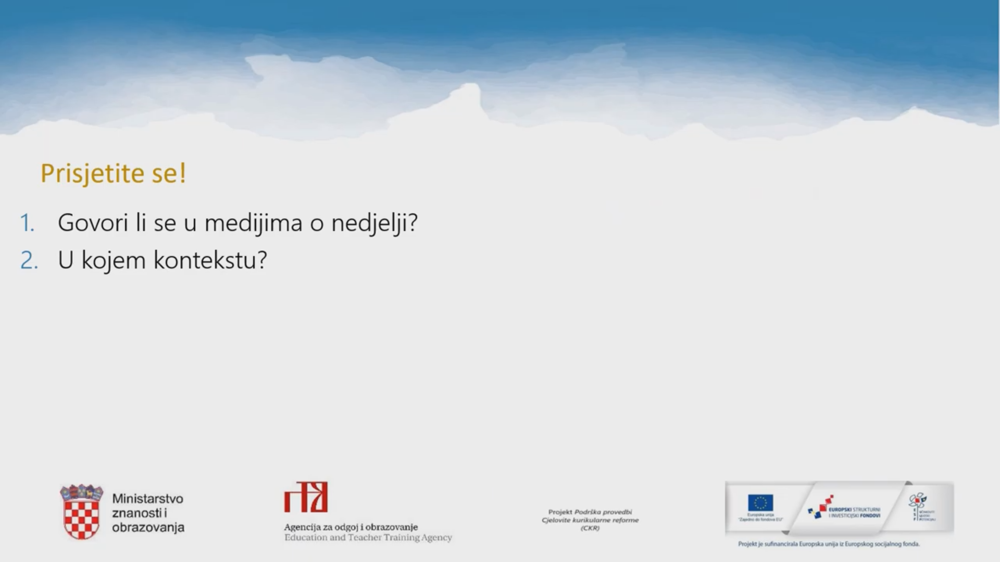 Prisjetite se!
1. Govori li se u medijima o nedjelji?
2. U kojem kontekstu?
Ministarstvo
znanosti i
obrazovanja
Agencija za odgoj i obrazovanje
Education and Teacher Training Agency
Projekt Podrška provedbi
Cjelovite kurikularne reforme
(CKR)
Europska unija
"Zajedno do fondova EU"
EUROPSKI STRUKTURNI
I INVESTICIJSKI FONDOVI
Projekt je sufinancirala Europska unija iz Europskog socijalnog fonda.